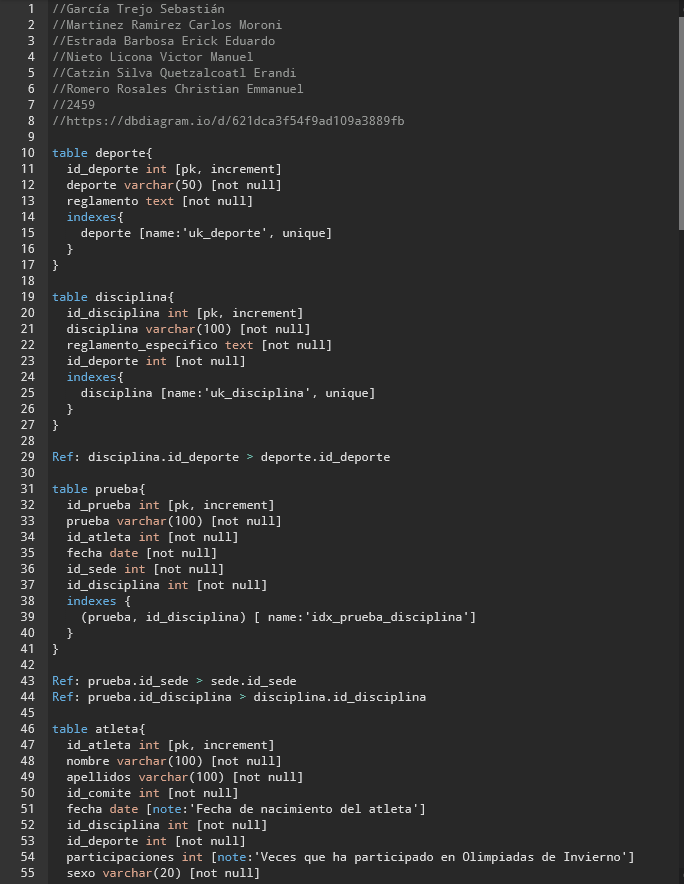 1 //García Trejo Sebastián
2 //Martinez Ramirez Carlos Moroni
3 //Estrada Barbosa Erick Eduardo
4 //Nieto Licona Victor Manuel
5 //Catzin Silva Quetzalcoatl Erandi
6 //Romero Rosales Christian Emmanuel
7 //2459
8 //https://dbdiagram.io/d/621dca3f54f9ad109a3889fb
9
10 table deporte{
11   id_deporte int [pk, increment]
12   deporte varchar(50) [not null]
13   reglamento text [not null]
14   indexes{
15     deporte [name:'uk_deporte', unique]
16   }
17 }
18
19 table disciplina{
20   id_disciplina int [pk, increment]
21   disciplina varchar(100) [not null]
22   reglamento_especifico text [not null]
23   id_deporte int [not null]
24   indexes{
25     disciplina [name:'uk_disciplina', unique]
26   }
27 }
28
29 Ref: disciplina.id_deporte > deporte.id_deporte
30
31 table prueba{
32   id_prueba int [pk, increment]
33   prueba varchar(100) [not null]
34   id_atleta int [not null]
35   fecha date [not null]
36   id_sede int [not null]
37   id_disciplina int [not null]
38   indexes {
39     (prueba, id_disciplina) [ name:'idx_prueba_disciplina']
40   }
41 }
42
43 Ref: prueba.id_sede > sede.id_sede
44 Ref: prueba.id_disciplina > disciplina.id_disciplina
45
46 table atleta{
47   id_atleta int [pk, increment]
48   nombre varchar(100) [not null]
49   apellidos varchar(100) [not null]
50   id_comite int [not null]
51   fecha date [note:'Fecha de nacimiento del atleta']
52   id_disciplina int [not null]
53   id_deporte int [not null]
54   participaciones int [note:'Veces que ha participado en Olimpiadas de Invierno']
55   sexo varchar(20) [not null]